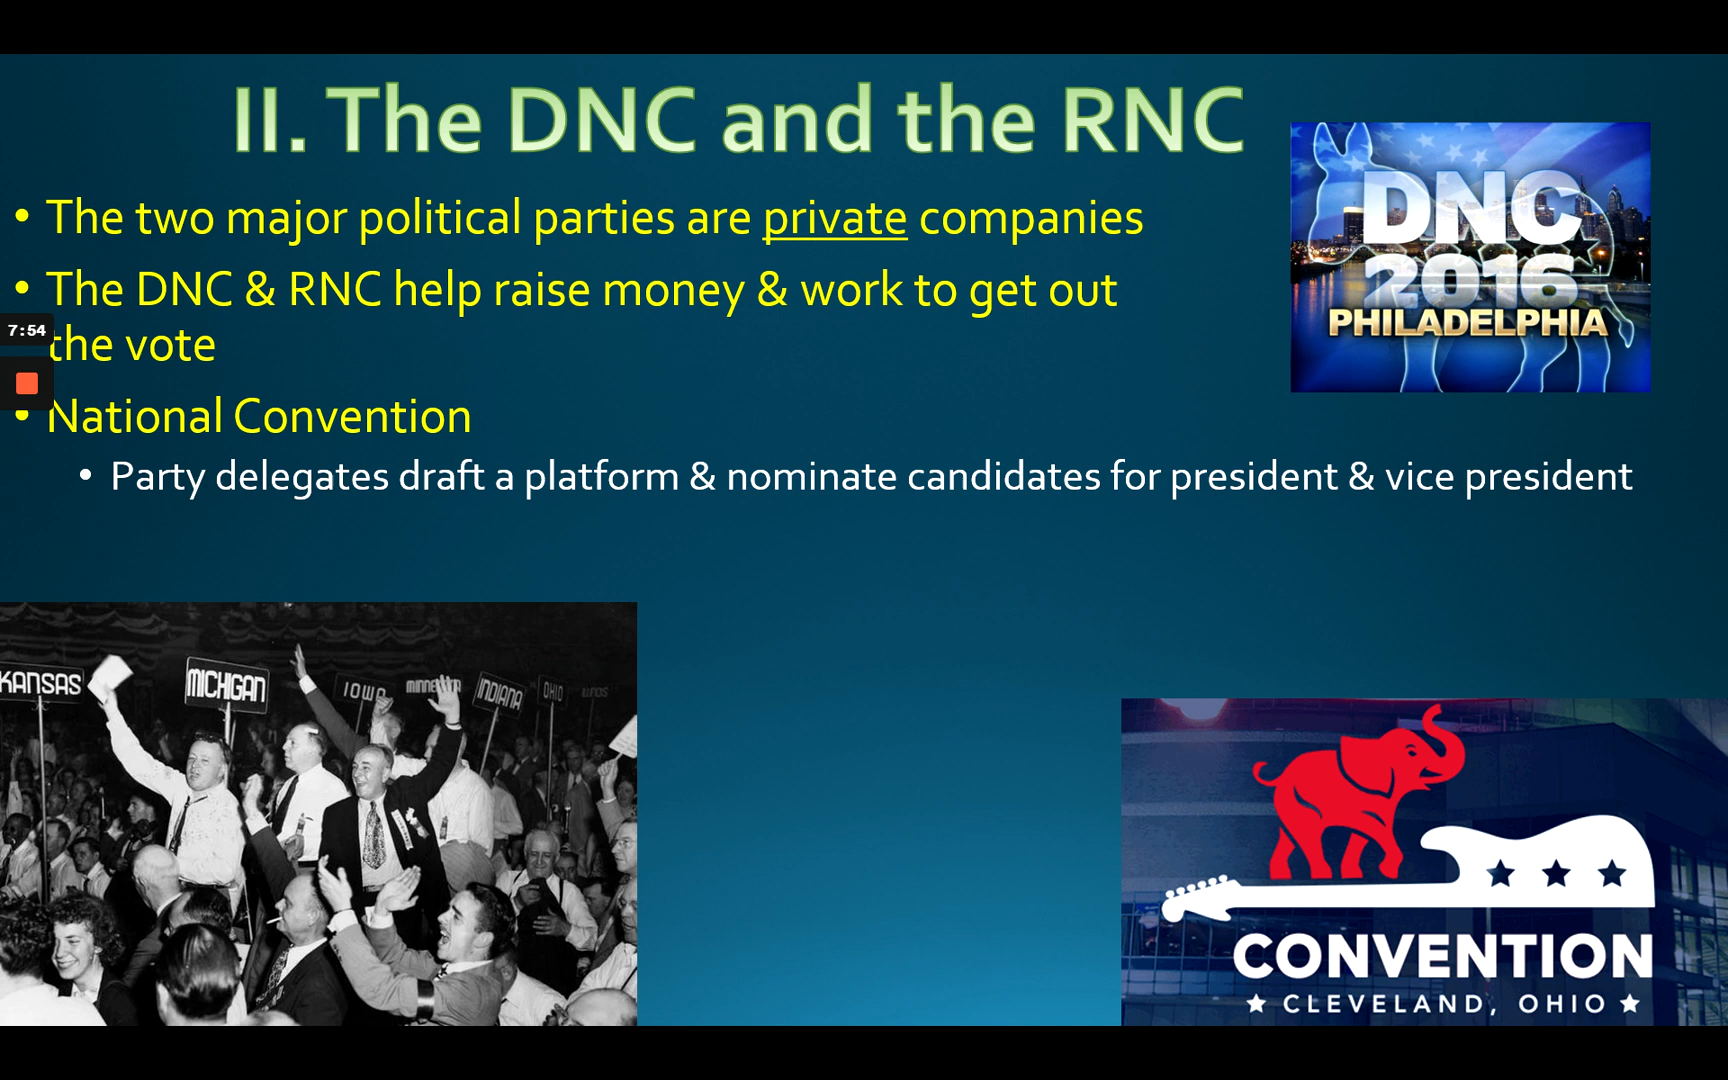 II. The DNC and the RNC
• The two major political parties are private companies
• The DNC & RNC help raise money & work to get out
the vote
• National Convention
• Party delegates draft a platform & nominate candidates for president & vice president
7:54
DNC
2016
PHILADELPHIA
KANSAS
MICHIGAN
IOWA
MINNESOTA
INDIANA
OHIO
ILLINOIS
CONVENTION
★ CLEVELAND, OHIO ★